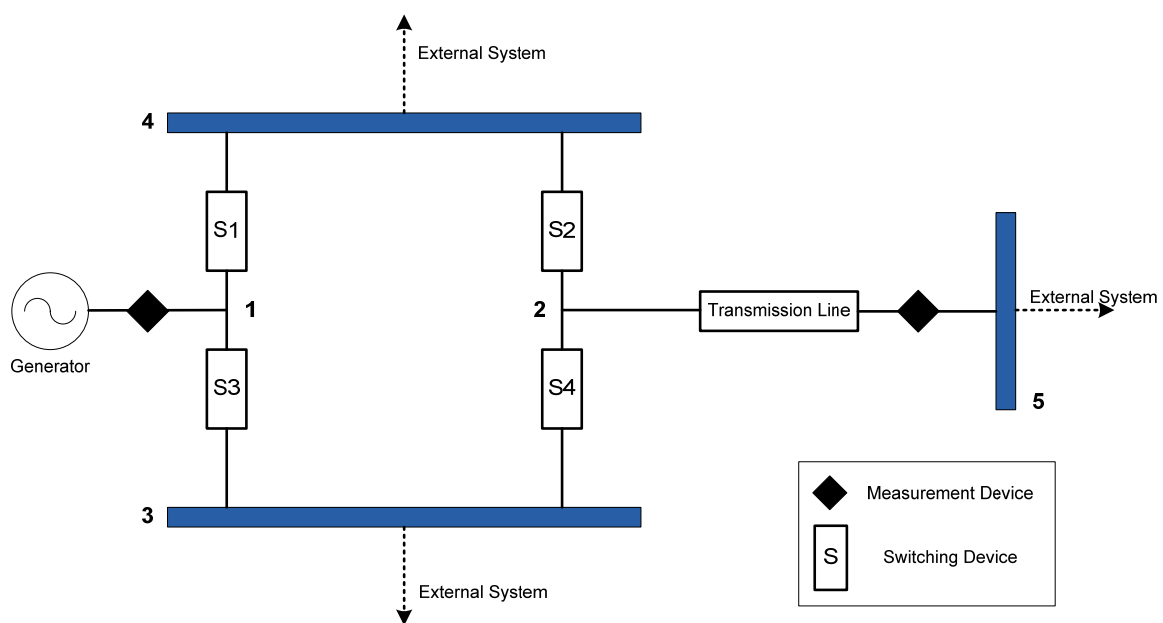 External System
4
S1
S2
Generator
1
2
Transmission Line
External System
S3
S4
5
3
External System
Measurement Device
S
Switching Device